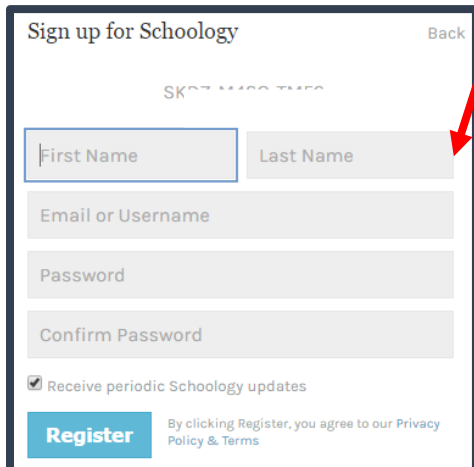 Sign up for Schoology Back
First Name Last Name
Email or Username
Password
Confirm Password
Receive periodic Schoology updates
Register By clicking Register, you agree to our Privacy
Policy & Terms